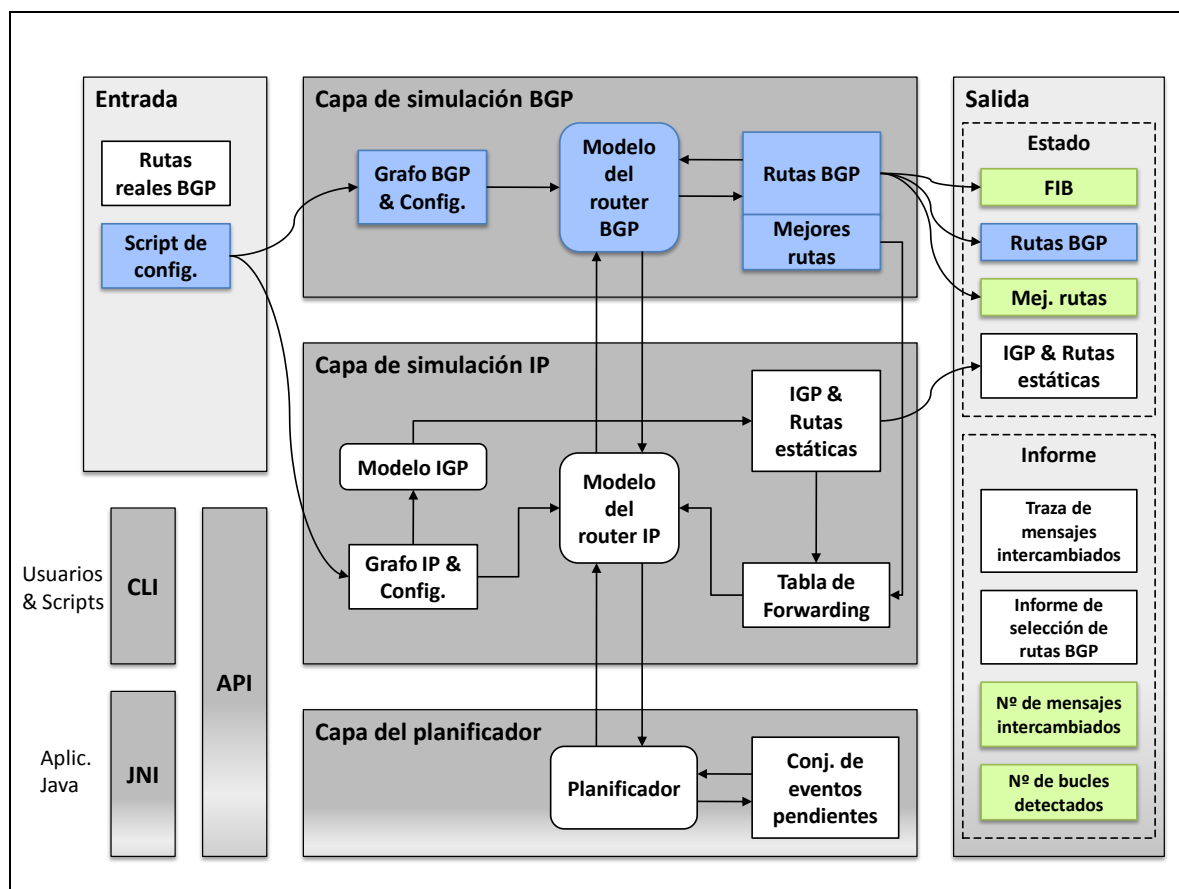 Entrada
Rutas
reales BGP
Script de
config.
Capa de simulación BGP
Grafo BGP
& Config.
Modelo
del
router
BGP
Rutas BGP
Mejores
rutas
Capa de simulación IP
Modelo IGP
Grafo IP &
Config.
Modelo
del
router IP
IGP &
Rutas
estáticas
Tabla de
Forwarding
Capa del planificador
Planificador
Conj. de
eventos
pendientes
Usuarios
& Scripts
CLI
Aplic.
Java
JNI
API
Salida
Estado
FIB
Rutas BGP
Mej. rutas
IGP & Rutas
estáticas
Informe
Traza de
mensajes
intercambiados
Informe de
selección de
rutas BGP
Nº de mensajes
intercambiados
Nº de bucles
detectados